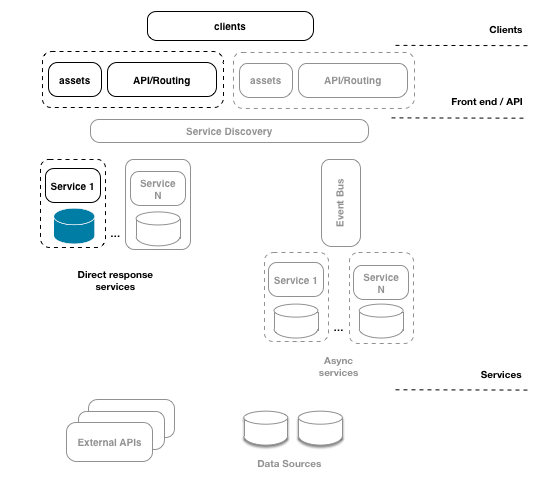 clients
Clients
assets
API/Routing
assets
API/Routing
Front end / API
Service Discovery
Service 1
...
Service
N
Event Bus
Direct response
services
Service 1
...
Service
N
Async
services
Services
External APIs
Data Sources